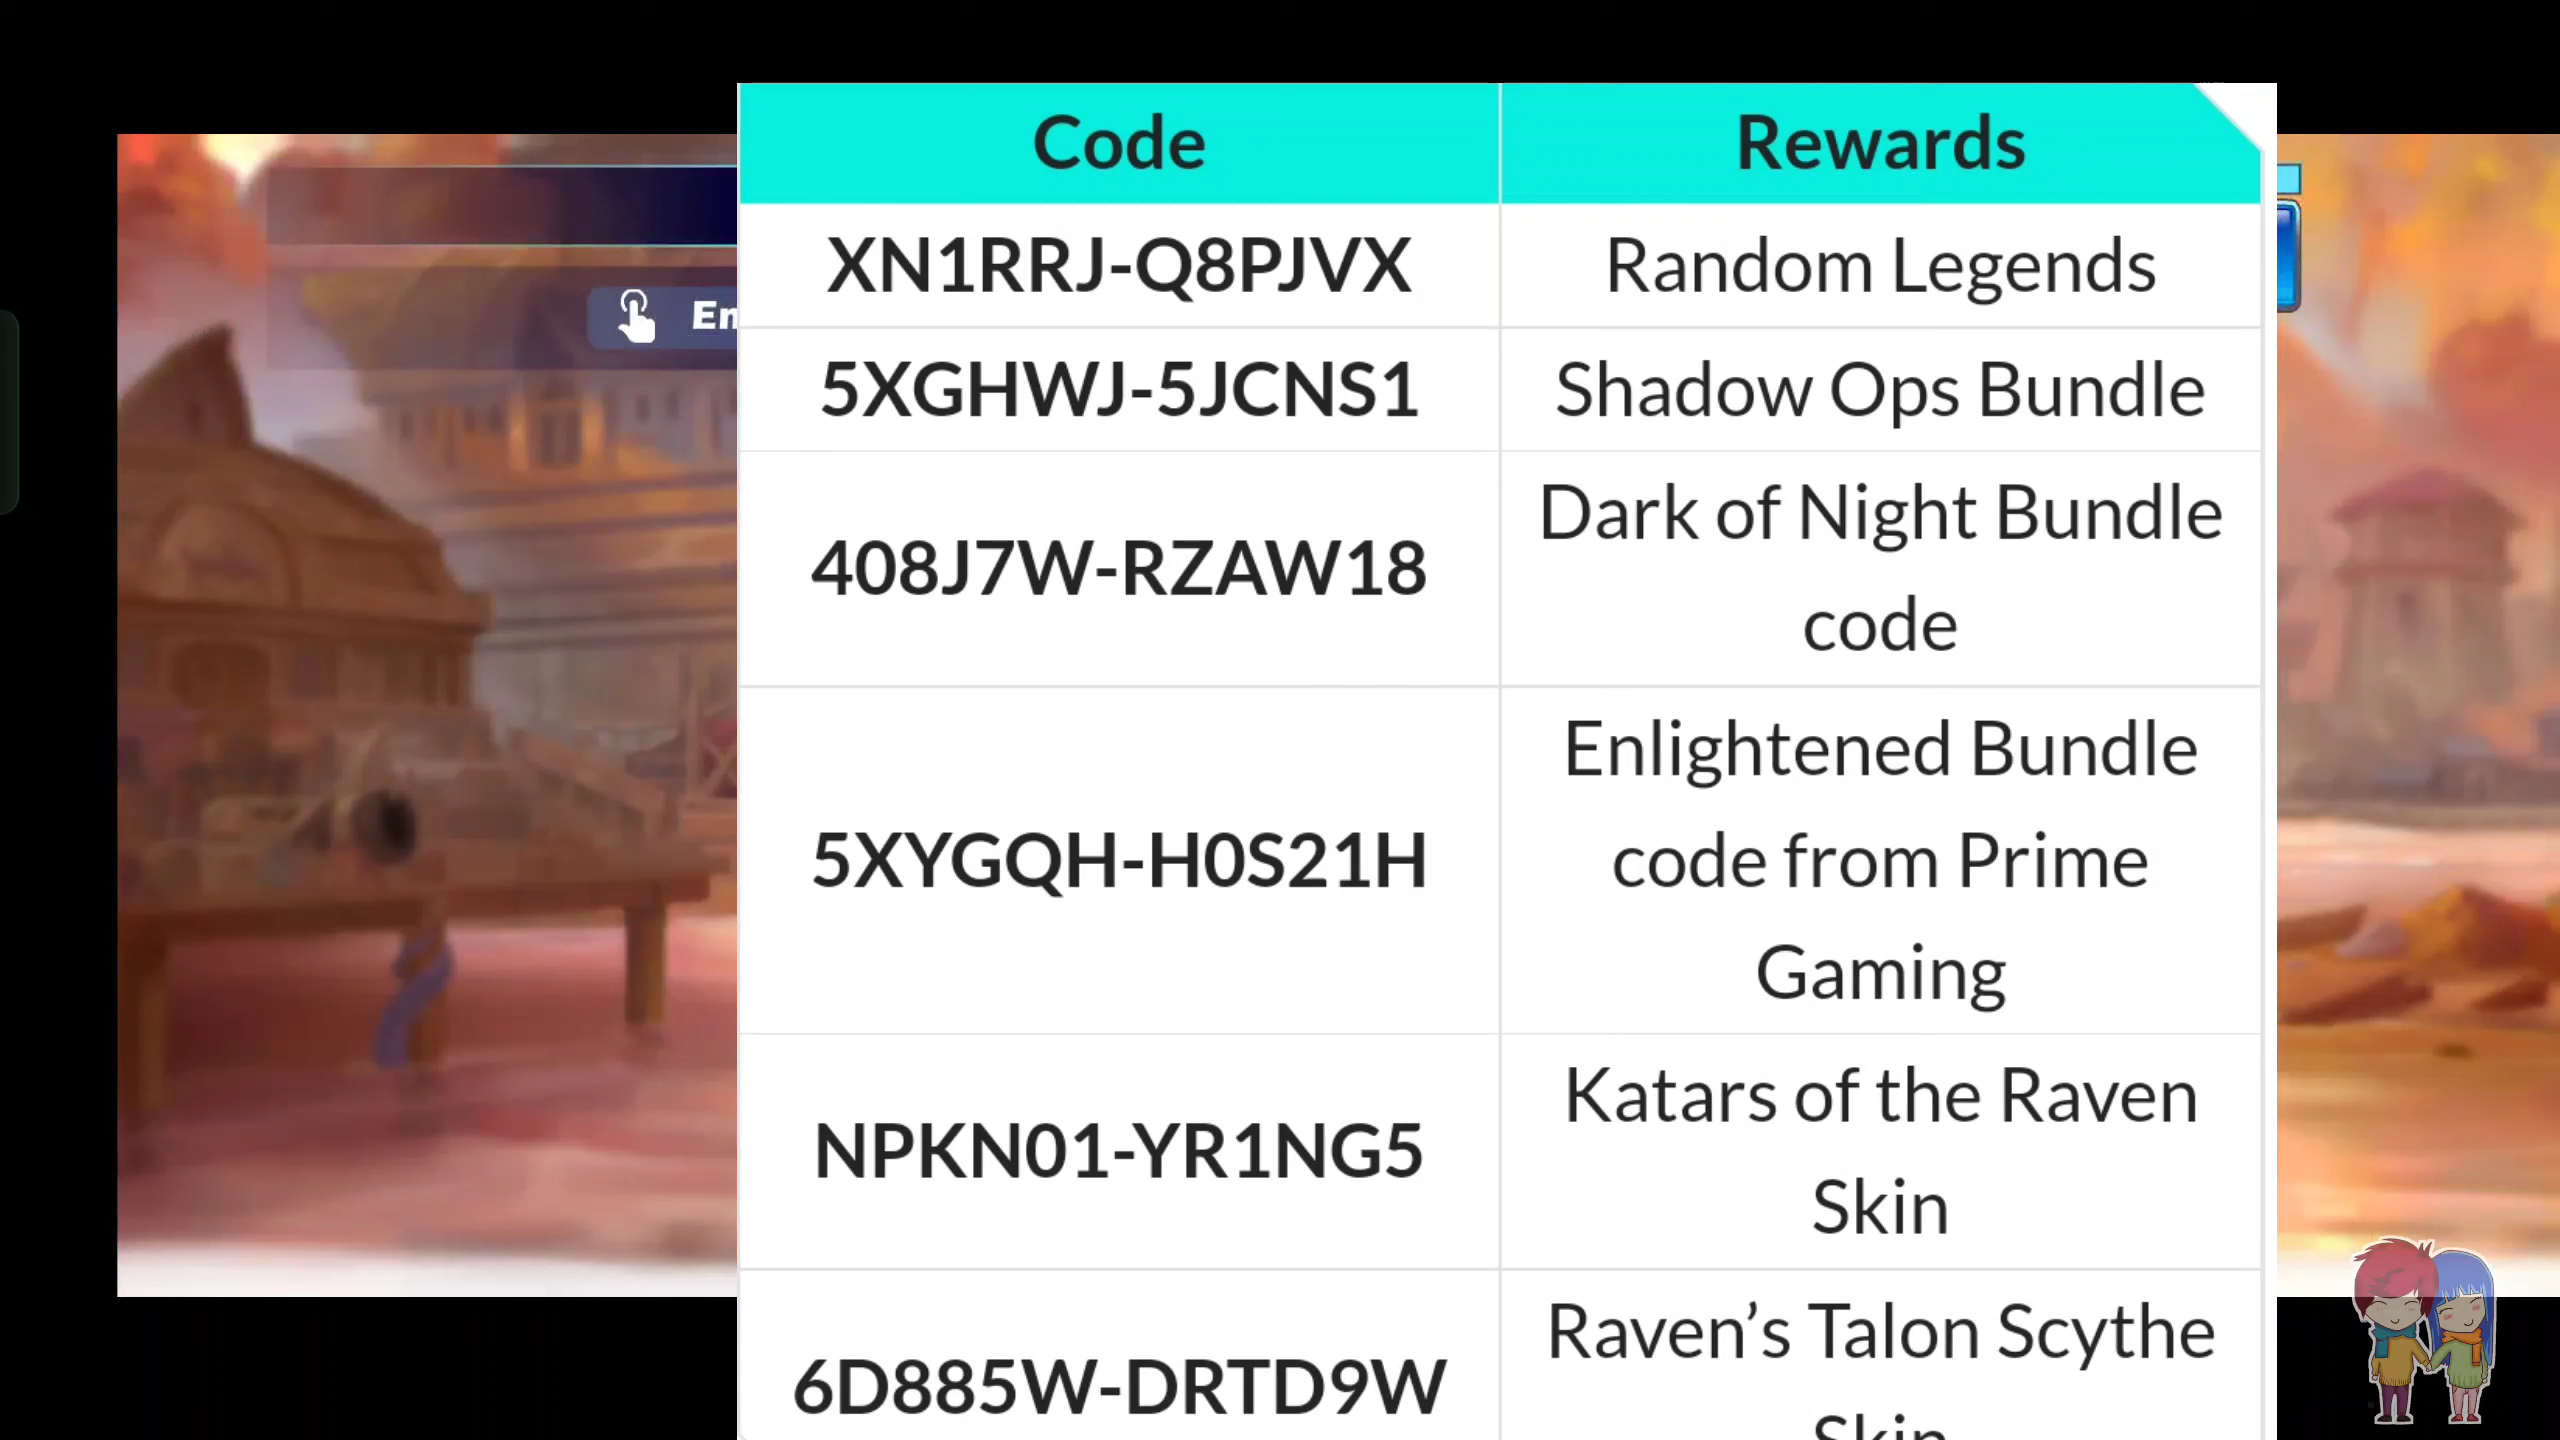 Code
Rewards
XN1RRJ-Q8PJVX
Random Legends
5XGHWJ-5JCNS1
Shadow Ops Bundle
408J7W-RZAW18
Dark of Night Bundle
code
5XYGQH-H0S21H
Enlightened Bundle
code from Prime
Gaming
NPKN01-YR1NG5
Katars of the Raven
Skin
6D885W-DRTD9W
Raven’s Talon Scythe
Skin
En